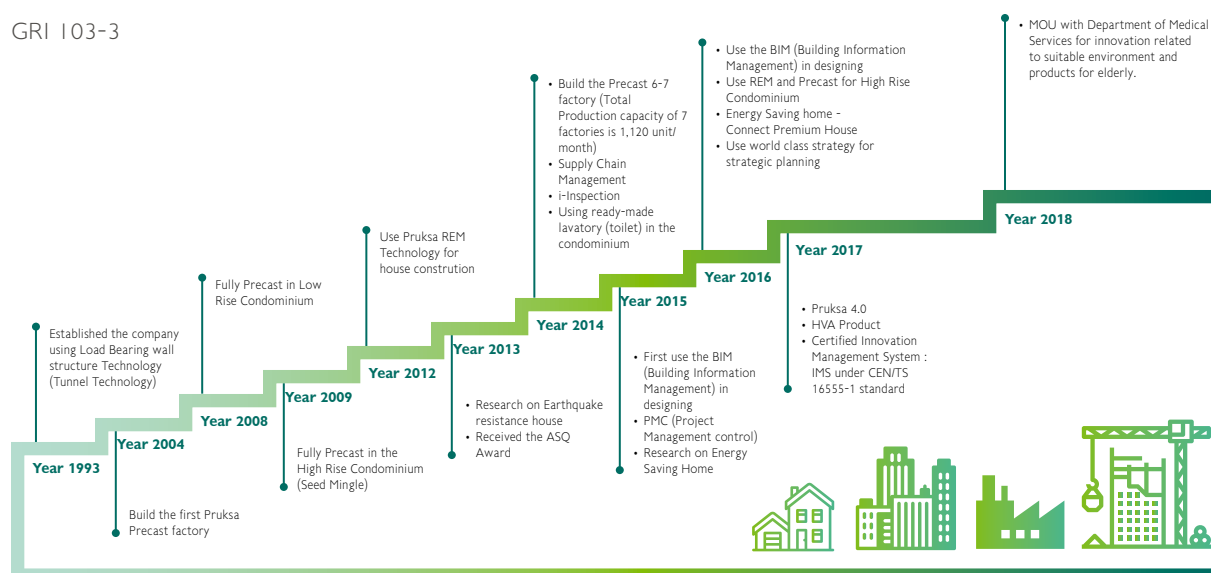 GRI 103-3
Year 1993
Established the company
using Load Bearing wall
structure Technology
(Tunnel Technology)
Year 2004
Build the first Pruksa
Precast factory
Year 2008
Fully Precast in Low
Rise Condominium
Year 2009
Fully Precast in the
High Rise Condominium
(Seed Mingle)
Year 2012
Use Pruksa REM
Technology for
house constrution
Year 2013
• Research on Earthquake
resistance house
• Received the ASQ
Award
Year 2014
• Build the Precast 6-7
factory (Total
Production capacity of 7
factories is 1,120 unit/
month)
• Supply Chain
Management
• i-Inspection
• Using ready-made
lavatory (toilet) in the
condominium
Year 2015
• First use the BIM
(Building Information
Management) in
designing
• PMC (Project
Management control)
• Research on Energy
Saving Home
Year 2016
• Use the BIM (Building Information
Management) in designing
• Use REM and Precast for High Rise
Condominium
• Energy Saving home -
Connect Premium House
• Use world class strategy for
strategic planning
Year 2017
• Pruksa 4.0
• HVA Product
• Certified Innovation
Management System :
IMS under CEN/TS
16555-1 standard
Year 2018
• MOU with Department of Medical
Services for innovation related
to suitable environment and
products for elderly.